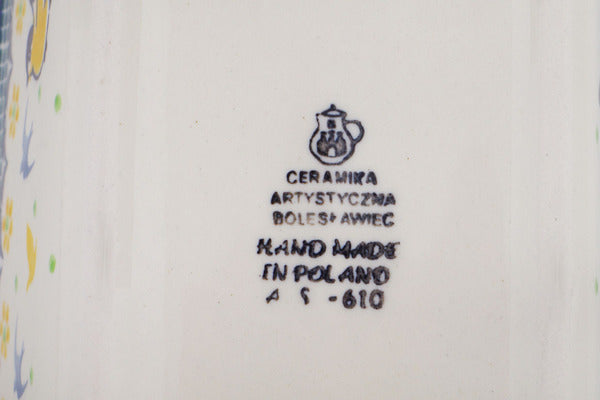 CERAMIKA
ARTYSTYCZNA
BOLESŁAWIEC
HAND MADE
IN POLAND
-610